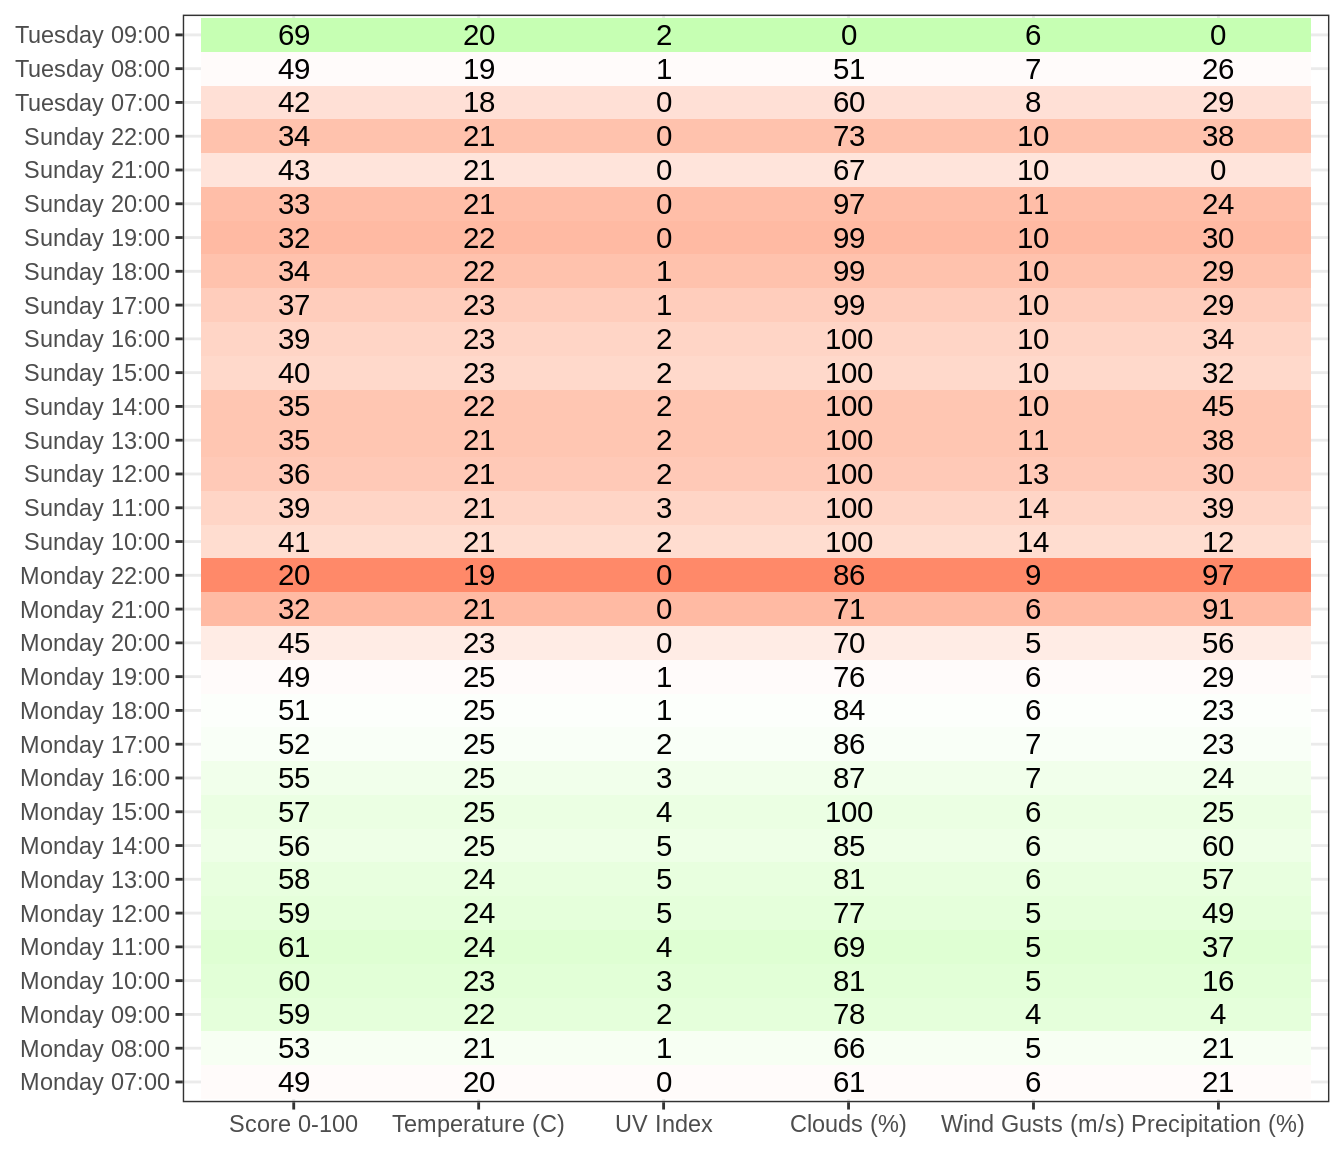 Tuesday 09:00 69 20 2 0 6 0
Tuesday 08:00 49 19 1 51 7 26
Tuesday 07:00 42 18 0 60 8 29
Sunday 22:00 34 21 0 73 10 38
Sunday 21:00 43 21 0 67 10 0
Sunday 20:00 33 21 0 97 11 24
Sunday 19:00 32 22 0 99 10 30
Sunday 18:00 34 22 1 99 10 29
Sunday 17:00 37 23 1 99 10 29
Sunday 16:00 39 23 2 100 10 34
Sunday 15:00 40 23 2 100 10 32
Sunday 14:00 35 22 2 100 10 45
Sunday 13:00 35 21 2 100 11 38
Sunday 12:00 36 21 2 100 13 30
Sunday 11:00 39 21 3 100 14 39
Sunday 10:00 41 21 2 100 14 12
Monday 22:00 20 19 0 86 9 97
Monday 21:00 32 21 0 71 6 91
Monday 20:00 45 23 0 70 5 56
Monday 19:00 49 25 1 76 6 29
Monday 18:00 51 25 1 84 6 23
Monday 17:00 52 25 2 86 7 23
Monday 16:00 55 25 3 87 7 24
Monday 15:00 57 25 4 100 6 25
Monday 14:00 56 25 5 85 6 60
Monday 13:00 58 24 5 81 6 57
Monday 12:00 59 24 5 77 5 49
Monday 11:00 61 24 4 69 5 37
Monday 10:00 60 23 3 81 5 16
Monday 09:00 59 22 2 78 4 4
Monday 08:00 53 21 1 66 5 21
Monday 07:00 49 20 0 61 6 21
Score 0-100 Temperature (C) UV Index Clouds (%) Wind Gusts (m/s) Precipitation (%)